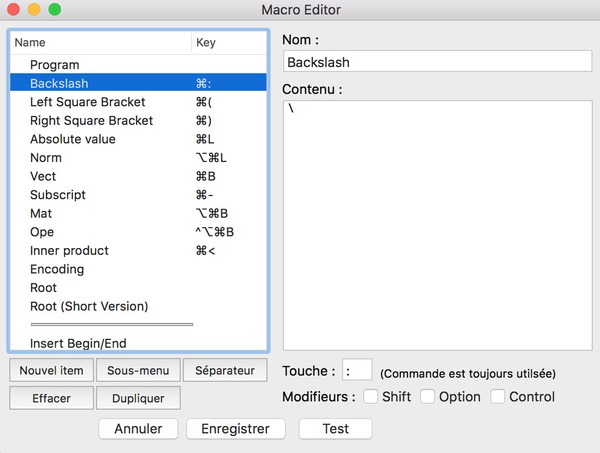 Macro Editor
Name Key
Program
Backslash ⌘:
Left Square Bracket ⌘(
Right Square Bracket ⌘)
Absolute value ⌘L
Norm ⌥⌘L
Vect ⌘B
Subscript ⌘-
Mat ⌥⌘B
Ope ^⌥⌘B
Inner product ⌘<
Encoding
Root
Root (Short Version)
Insert Begin/End
Nouvel item Sous-menu Séparateur
Effacer Dupliquer
Nom :
Backslash
Contenu :
\
Touche : : (Commande est toujours utilsée)
Modifieurs : Shift Option Control
Annuler Enregistrer Test